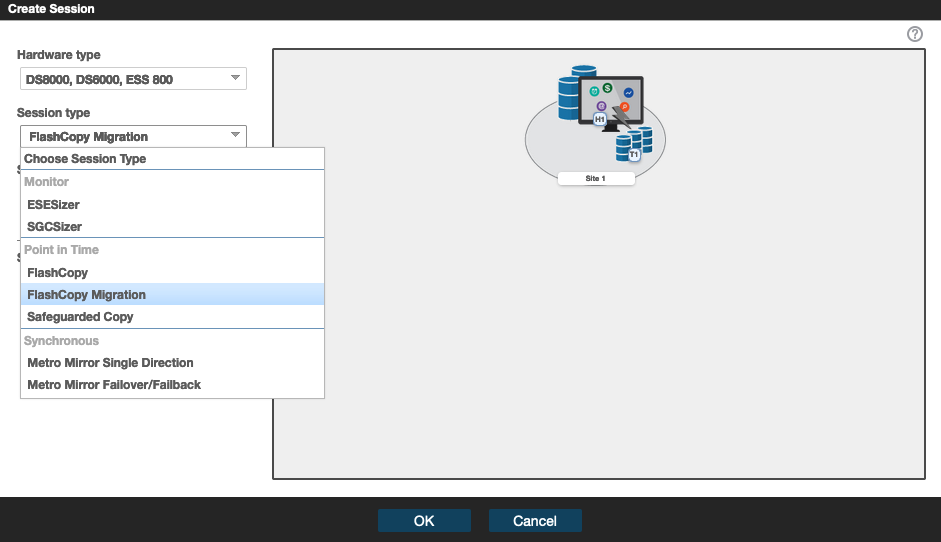 Create Session
?
Hardware type
DS8000, DS6000, ESS 800
Session type
FlashCopy Migration
Choose Session Type
Monitor
ESESizer
SGCSizer
Point in Time
FlashCopy
FlashCopy Migration
Safeguarded Copy
Synchronous
Metro Mirror Single Direction
Metro Mirror Failover/Failback
S
H1
T1
Site 1
OK
Cancel